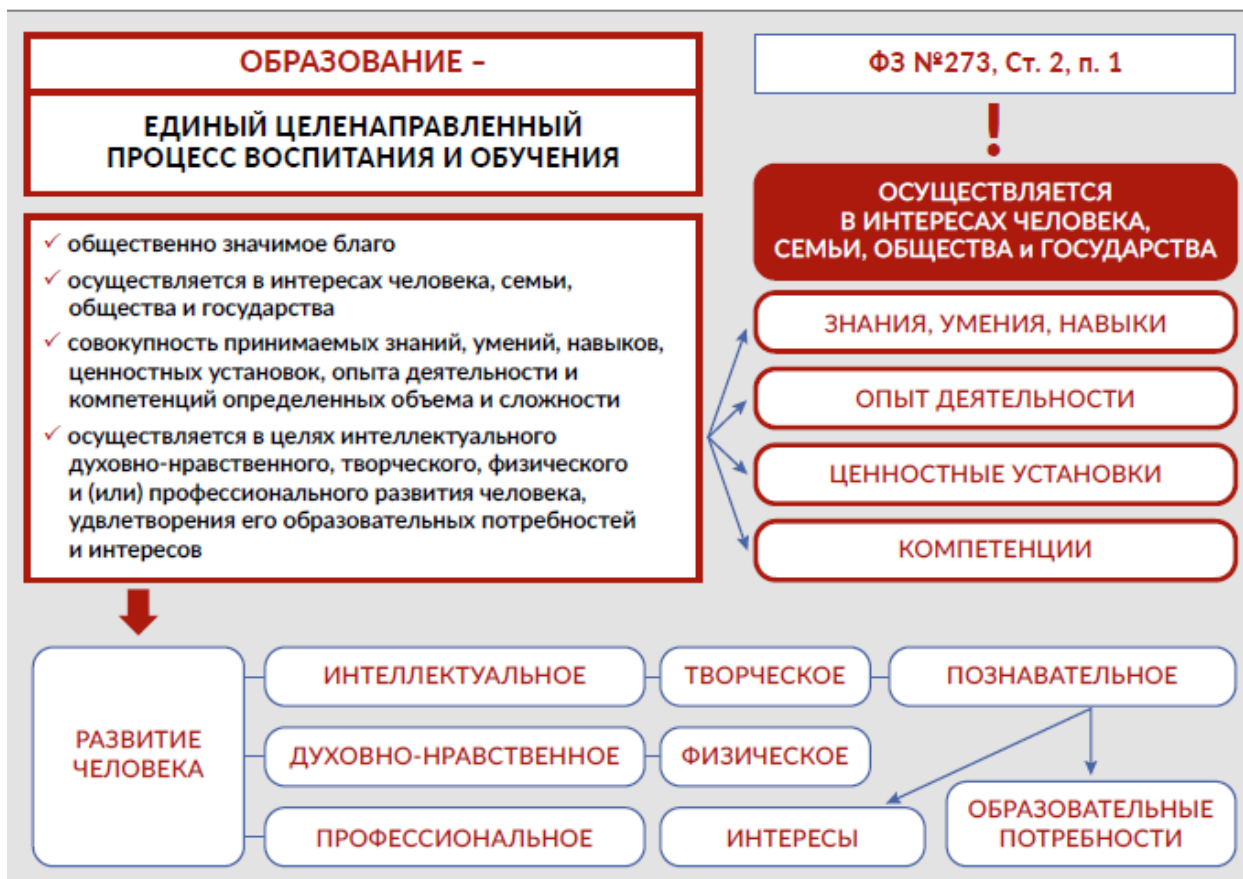 ОБРАЗОВАНИЕ –
ЕДИНЫЙ ЦЕЛЕНАПРАВЛЕННЫЙ
ПРОЦЕСС ВОСПИТАНИЯ И ОБУЧЕНИЯ
✓ общественно значимое благо
✓ осуществляется в интересах человека, семьи,
общества и государства
✓ совокупность принимаемых знаний, умений, навыков,
ценностных установок, опыта деятельности и
компетенций определенных объема и сложности
✓ осуществляется в целях интеллектуального
духовно-нравственного, творческого, физического
и (или) профессионального развития человека,
удвлетворения его образовательных потребностей
и интересов
ФЗ №273, Ст. 2, п. 1
!
ОСУЩЕСТВЛЯЕТСЯ
В ИНТЕРЕСАХ ЧЕЛОВЕКА,
СЕМЬИ, ОБЩЕСТВА и ГОСУДАРСТВА
ЗНАНИЯ, УМЕНИЯ, НАВЫКИ
ОПЫТ ДЕЯТЕЛЬНОСТИ
ЦЕННОСТНЫЕ УСТАНОВКИ
КОМПЕТЕНЦИИ
РАЗВИТИЕ
ЧЕЛОВЕКА
ИНТЕЛЛЕКТУАЛЬНОЕ
ТВОРЧЕСКОЕ
ПОЗНАВАТЕЛЬНОЕ
ДУХОВНО-НРАВСТВЕННОЕ
ФИЗИЧЕСКОЕ
ПРОФЕССИОНАЛЬНОЕ
ИНТЕРЕСЫ
ОБРАЗОВАТЕЛЬНЫЕ
ПОТРЕБНОСТИ